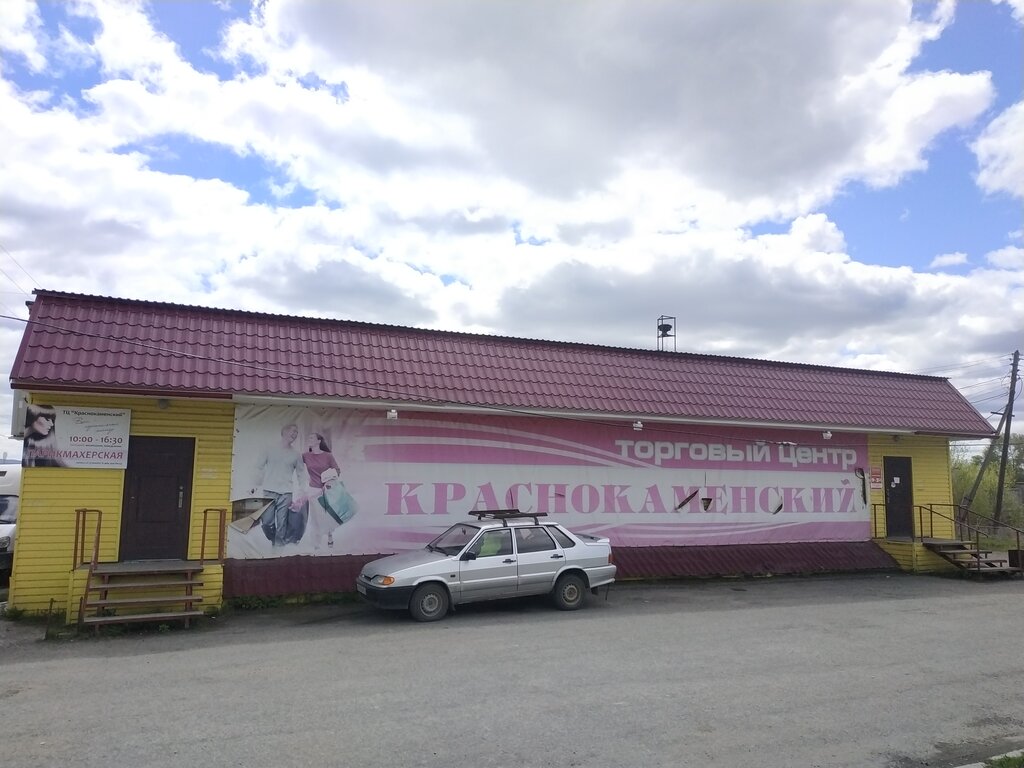 ТЦ "Краснокаменский"
10:00 - 16:30
ПАРИКМАХЕРСКАЯ
торговый центр
КРАСНОКАМЕНСКИЙ